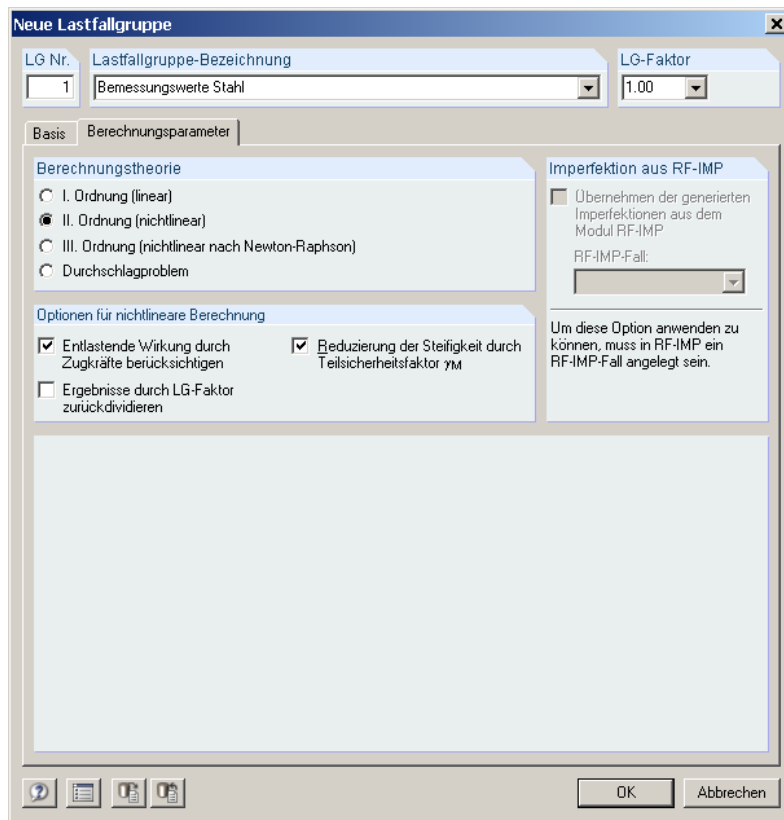 Neue Lastfallgruppe
LG Nr.
Lastfallgruppe-Bezeichnung
LG-Faktor
1
Bemessungswerte Stahl
1.00
Basis
Berechnungsparameter
Berechnungstheorie
I. Ordnung (linear)
II. Ordnung (nichtlinear)
III. Ordnung (nichtlinear nach Newton-Raphson)
Durchschlagproblem
Optionen für nichtlineare Berechnung
Entlastende Wirkung durch
Zugkräfte berücksichtigen
Ergebnisse durch LG-Faktor
zurückdividieren
Reduzierung der Steifigkeit durch
Teilsicherheitsfaktor γM
Imperfektion aus RF-IMP
Übernehmen der generierten
Imperfektionen aus dem
Modul RF-IMP
RF-IMP-Fall:
Um diese Option anwenden zu
können, muss in RF-IMP ein
RF-IMP-Fall angelegt sein.
OK
Abbrechen